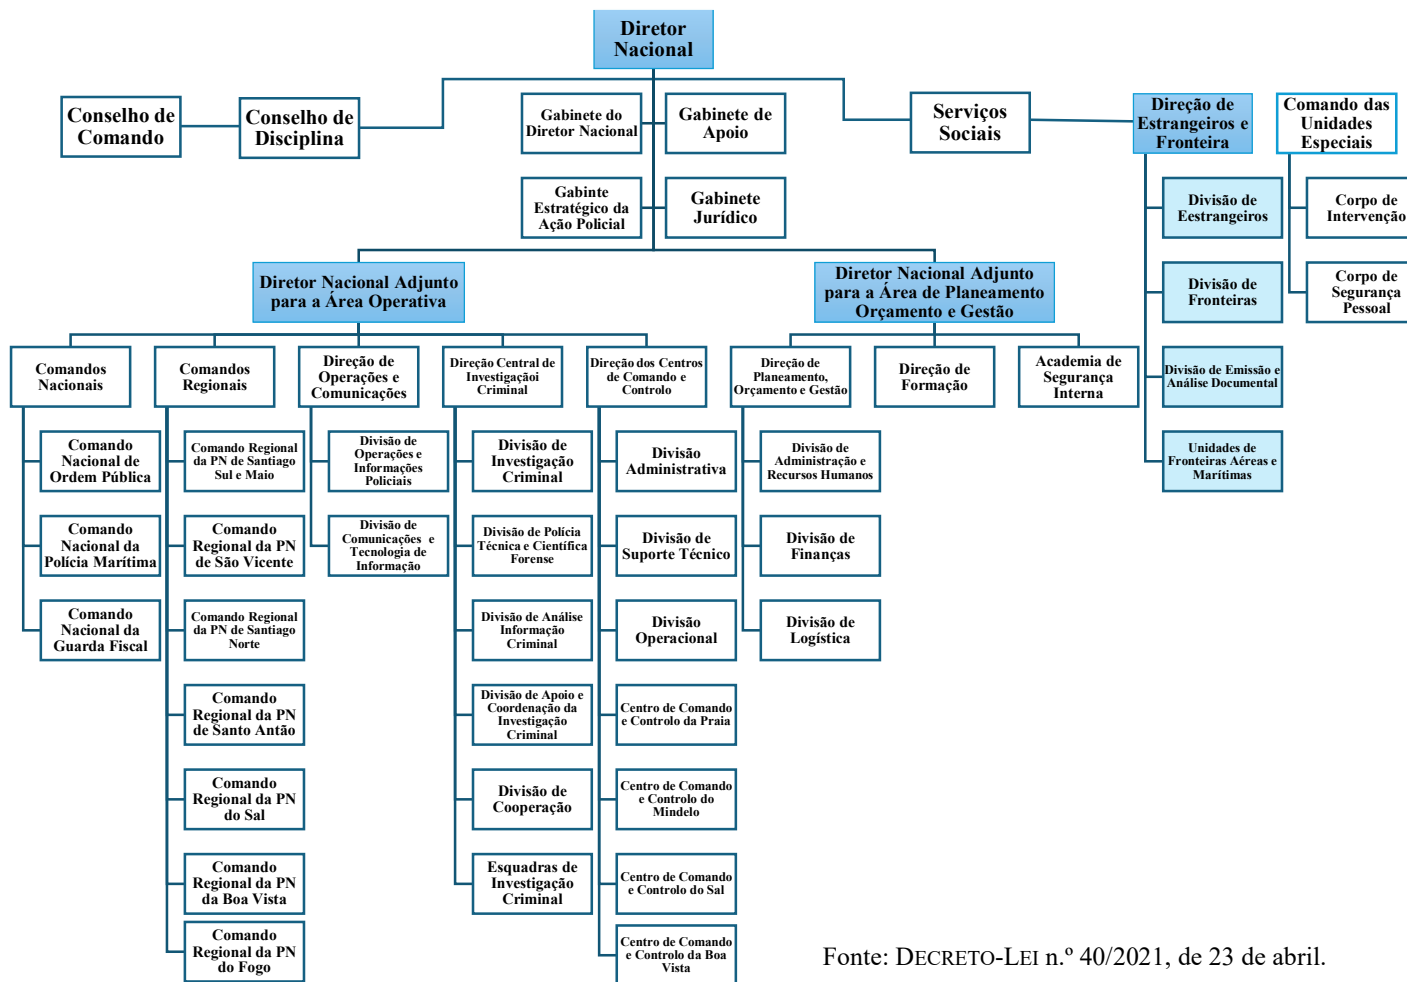 Diretor
Nacional
Conselho de
Comando
Conselho de
Disciplina
Gabinete do
Diretor Nacional
Gabinete de
Apoio
Serviços
Sociais
Direção de
Estrangeiros e
Fronteira
Comando das
Unidades
Especiais
Gabinte
Estratégico da
Ação Policial
Gabinete
Jurídico
Divisão de
Eestrangeiros
Corpo de
Intervenção
Diretor Nacional Adjunto
para a Área Operativa
Diretor Nacional Adjunto
para a Área de Planeamento
Orçamento e Gestão
Divisão de
Fronteiras
Corpo de
Segurança
Pessoal
Comandos
Nacionais
Comandos
Regionais
Direção de
Operações e
Comunicações
Direção Central de
Investigaçãoi
Criminal
Direção dos Centros
de Comando e
Controlo
Direção de
Planeamento,
Orçamento e Gestão
Direção de
Formação
Academia de
Segurança
Interna
Divisão de Emissão e
Análise Documental
Comando
Nacional de
Ordem Pública
Comando Regional
da PN de Santiago
Sul e Maio
Divisão de
Operações e
Informações
Policiais
Divisão de
Investigação
Criminal
Divisão
Administrativa
Divisão de
Administração e
Recursos Humanos
Unidades de
Fronteiras Aéreas e
Marítimas
Comando
Nacional da
Polícia Marítima
Comando
Regional da PN
de São Vicente
Divisão de
Comunicações e
Tecnologia de
Informação
Divisão de Polícia
Técnica e Científica
Forense
Divisão de
Suporte Técnico
Divisão de
Finanças
Comando
Nacional da
Guarda Fiscal
Comando Regional
da PN de Santiago
Norte
Divisão de Análise
Informação
Criminal
Divisão
Operacional
Divisão de
Logística
Comando
Regional da PN
de Santo Antão
Divisão de Apoio e
Coordenação da
Investigação
Criminal
Centro de Comando
e Controlo da Praia
Comando
Regional da PN
do Sal
Divisão de
Cooperação
Centro de Comando
e Controlo do
Mindelo
Comando
Regional da PN
da Boa Vista
Esquadras de
Investigação
Criminal
Centro de Comando
e Controlo do Sal
Comando
Regional da PN
do Fogo
Centro de Comando
e Controlo da Boa
Vista
Fonte: DECRETO-LEI n.º 40/2021, de 23 de abril.